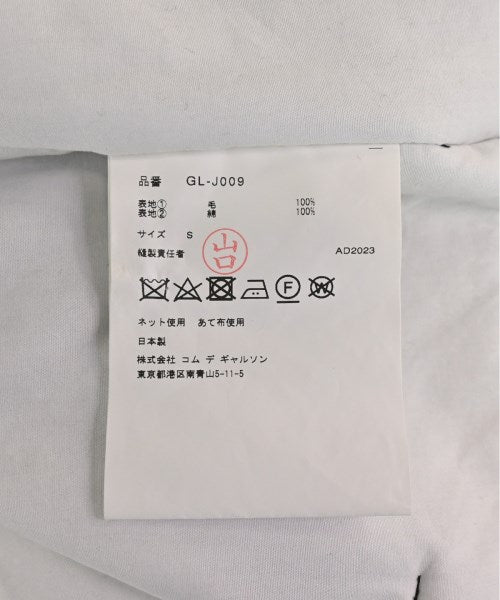 品番 GL-J009
表地① 毛 100%
表地② 綿 100%
サイズ S
縫製責任者 山口 AD2023
F W
ネット使用 あて布使用
日本製
株式会社 コム デ ギャルソン
東京都港区南青山5-11-5